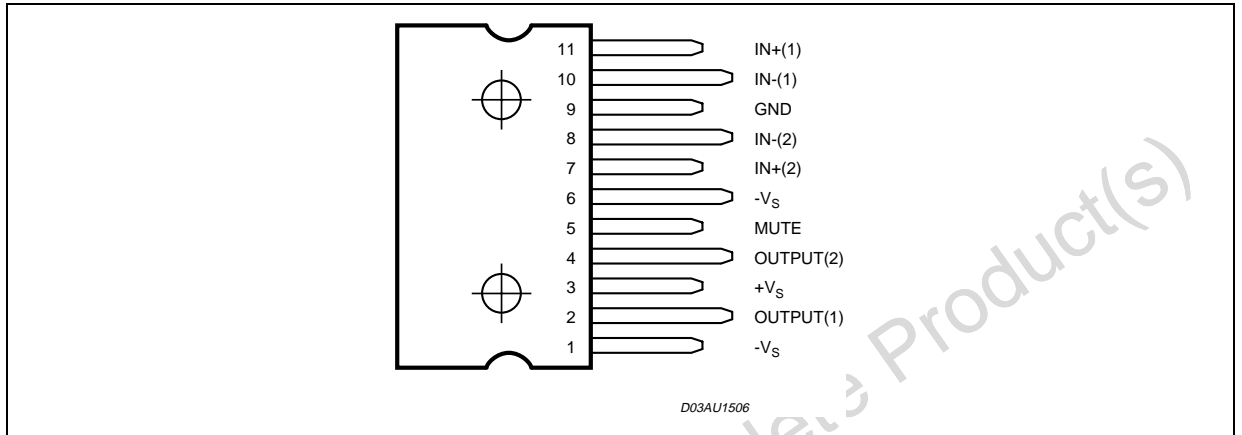 11 IN+(1)
10 IN-(1)
9 GND
8 IN-(2)
7 IN+(2)
6 -VS
5 MUTE
4 OUTPUT(2)
3 +VS
2 OUTPUT(1)
1 -VS
D03AU1506
Product(s)